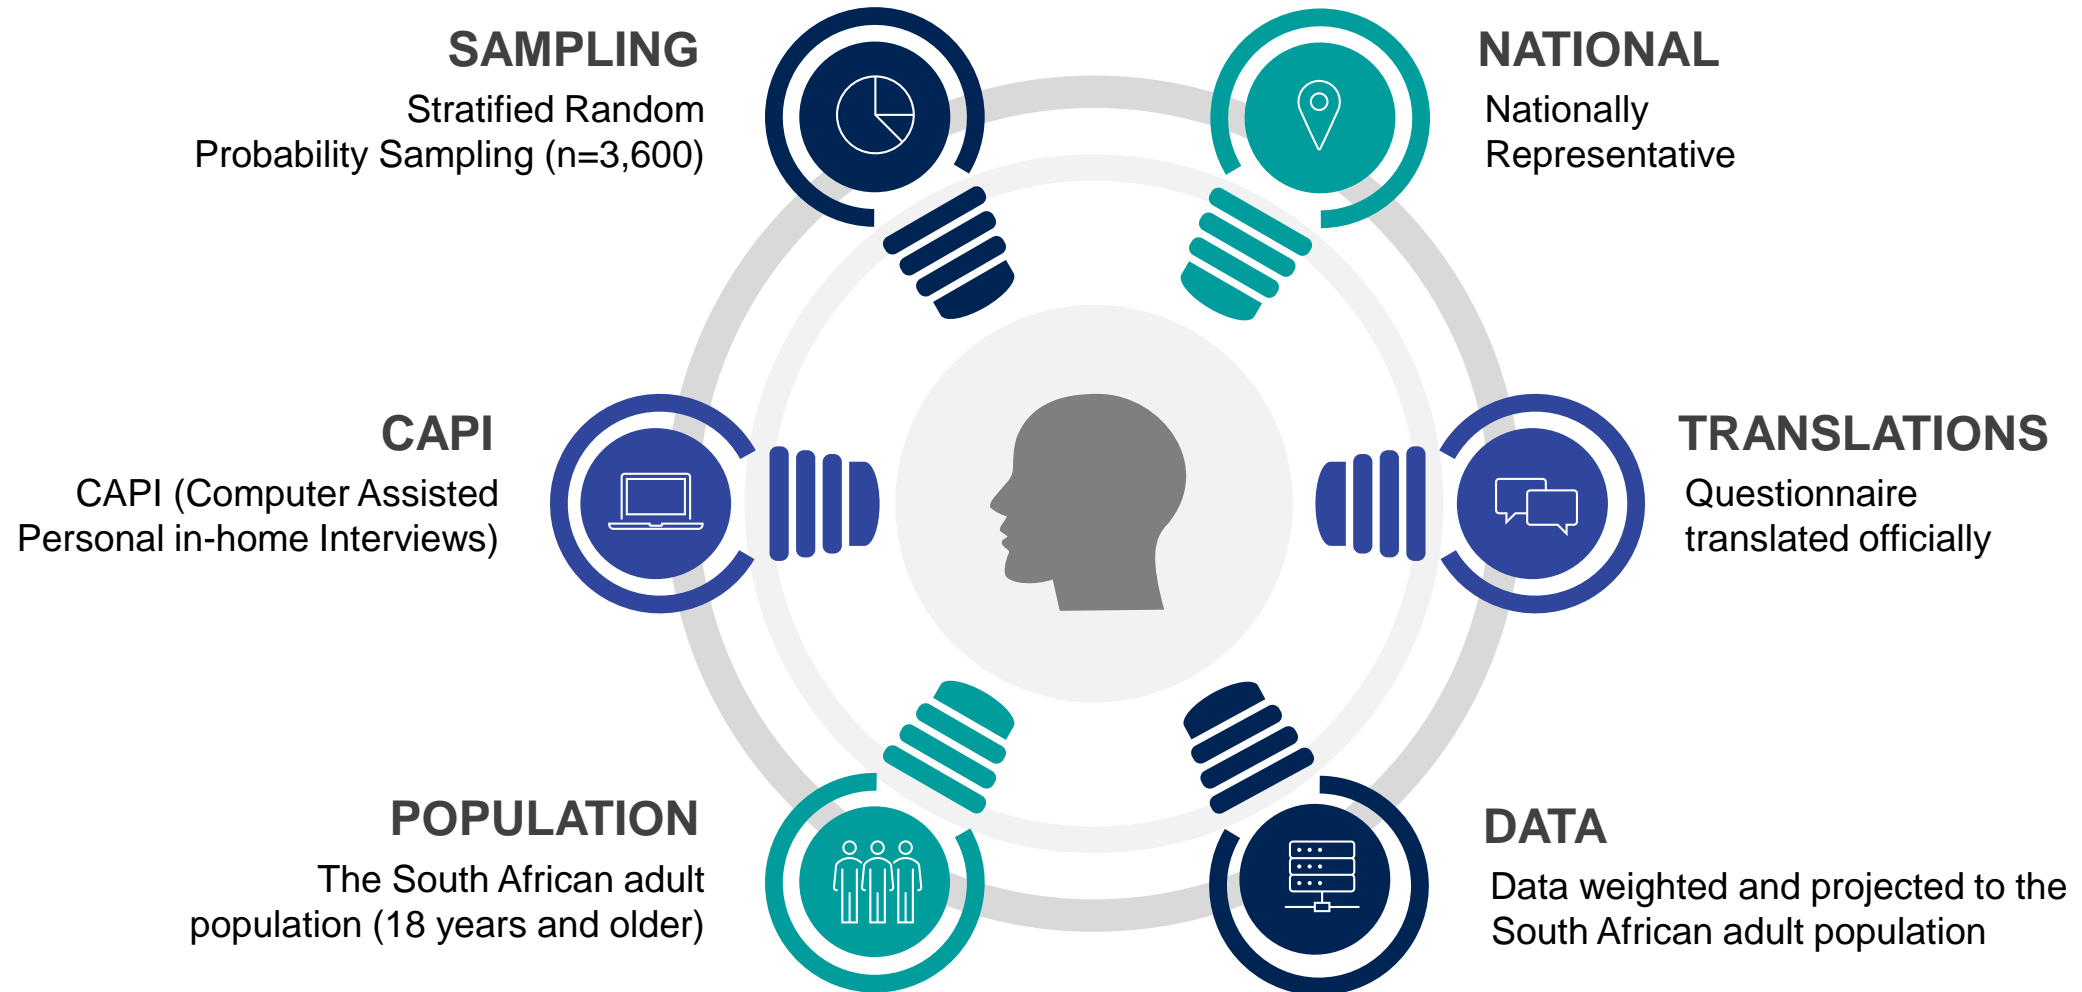 SAMPLING
Stratified Random
Probability Sampling (n=3,600)
NATIONAL
Nationally
Representative
CAPI
CAPI (Computer Assisted
Personal in-home Interviews)
TRANSLATIONS
Questionnaire
translated officially
POPULATION
The South African adult
population (18 years and older)
DATA
Data weighted and projected to the
South African adult population